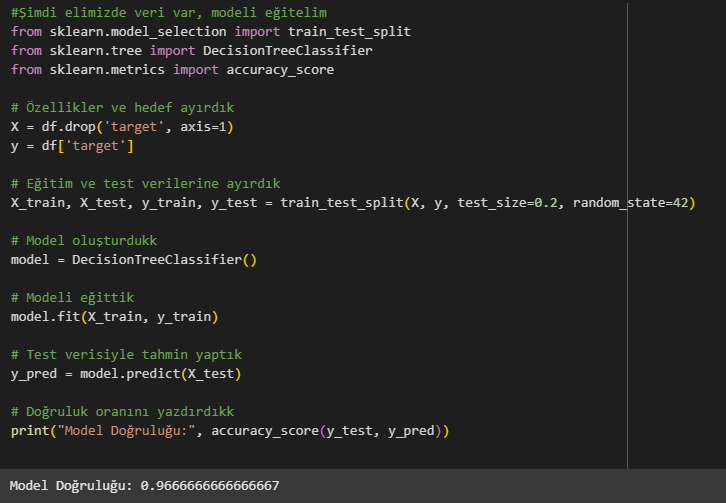 #Şimdi elimizde veri var, modeli eğitelim
from sklearn.model_selection import train_test_split
from sklearn.tree import DecisionTreeClassifier
from sklearn.metrics import accuracy_score
# Özellikler ve hedef ayırdık
X = df.drop('target', axis=1)
y = df['target']
# Eğitim ve test verilerine ayırdık
X_train, X_test, y_train, y_test = train_test_split(X, y, test_size=0.2, random_state=42)
# Model oluşturdukk
model = DecisionTreeClassifier()
# Modeli eğittik
model.fit(X_train, y_train)
# Test verisiyle tahmin yaptık
y_pred = model.predict(X_test)
# Doğruluk oranını yazdırdıkk
print("Model Doğruluğu:", accuracy_score(y_test, y_pred))
Model Doğruluğu: 0.9666666666666667